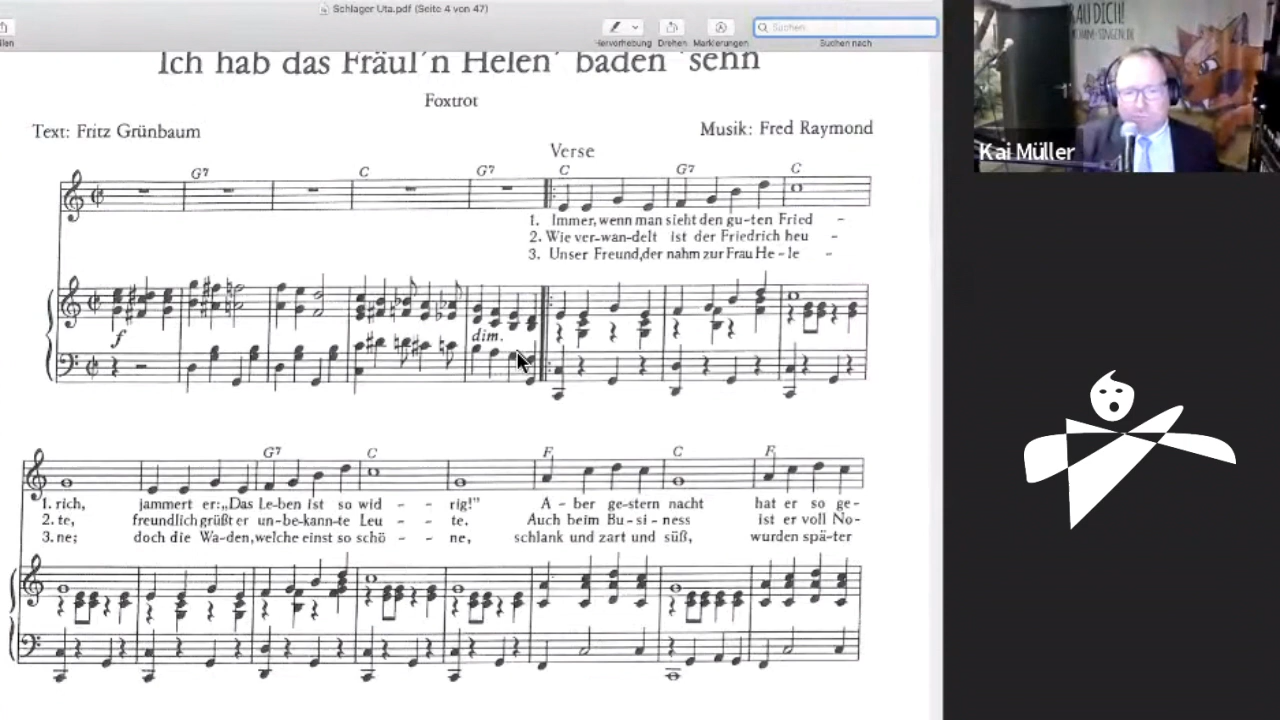 Schlager Uta.pdf (Seite 4 von 47)
Suchen
Hervorhebung Drehen Markierungen Suchen nach
Ich hab das Fräul'n Helen' baden sehn
Foxtrot
Text: Fritz Grünbaum
Musik: Fred Raymond
Verse
G7 C G7 C G7 C
1. Immer, wenn man sieht den gu-ten Fried -
2. Wie ver-wan-delt ist der Friedrich heu -
3. Unser Freund, der nahm zur Frau He-le -
f
dim.
G7 C F C F
1. rich, jammert er: „Das Le-ben ist so wid - - rig!" A - ber ge-stern nacht hat er so ge-
2. te, freundlich grüßt er un-be-kann-te Leu - - te. Auch beim Bu-si-ness ist er voll No-
3. ne; doch die Wa-den, welche einst so schö - - ne, schlank und zart und süß, wurden spä-ter
RAU DICH!
Kai Müller